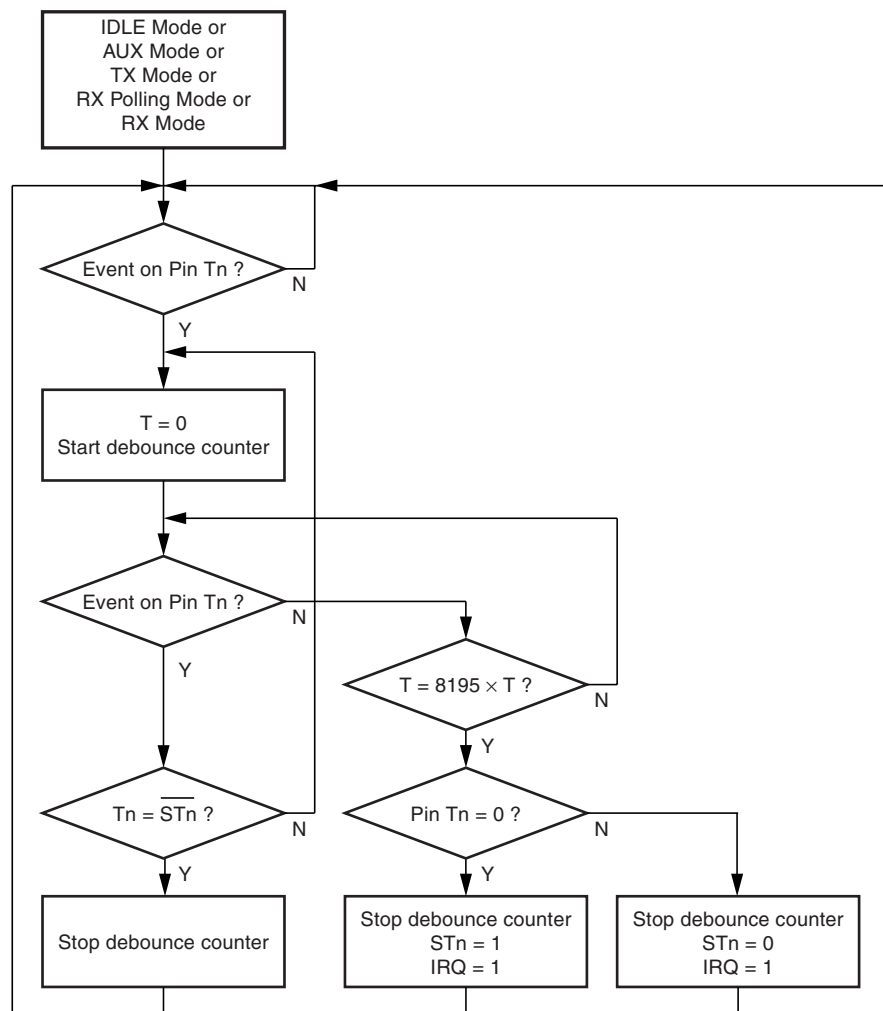 IDLE Mode or
AUX Mode or
TX Mode or
RX Polling Mode or
RX Mode
Event on Pin Tn ?
N
Y
T = 0
Start debounce counter
Event on Pin Tn ?
N
Y
T = 8195 × T ?
N
Y
Tn = S̅T̅n̅ ?
N
Y
Pin Tn = 0 ?
N
Y
Stop debounce counter
Stop debounce counter
STn = 1
IRQ = 1
Stop debounce counter
STn = 0
IRQ = 1